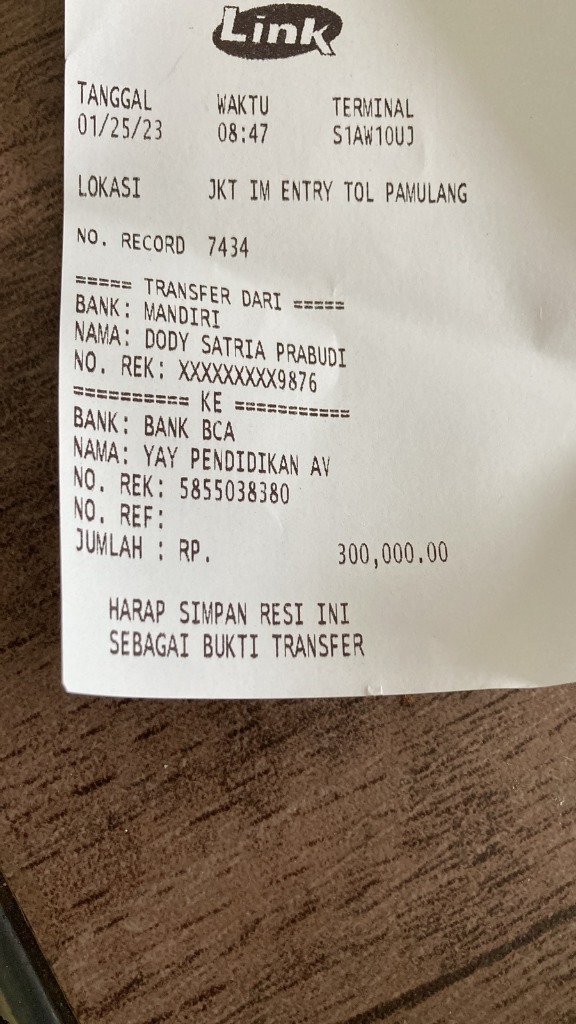 Link
TANGGAL WAKTU TERMINAL
01/25/23 08:47 S1AW10UJ
LOKASI JKT IM ENTRY TOL PAMULANG
NO. RECORD 7434
===== TRANSFER DARI =====
BANK: MANDIRI
NAMA: DODY SATRIA PRABUDI
NO. REK: XXXXXXXXX9876
========== KE ===========
BANK: BANK BCA
NAMA: YAY PENDIDIKAN AV
NO. REK: 5855038380
NO. REF:
JUMLAH : RP. 300,000.00
HARAP SIMPAN RESI INI
SEBAGAI BUKTI TRANSFER